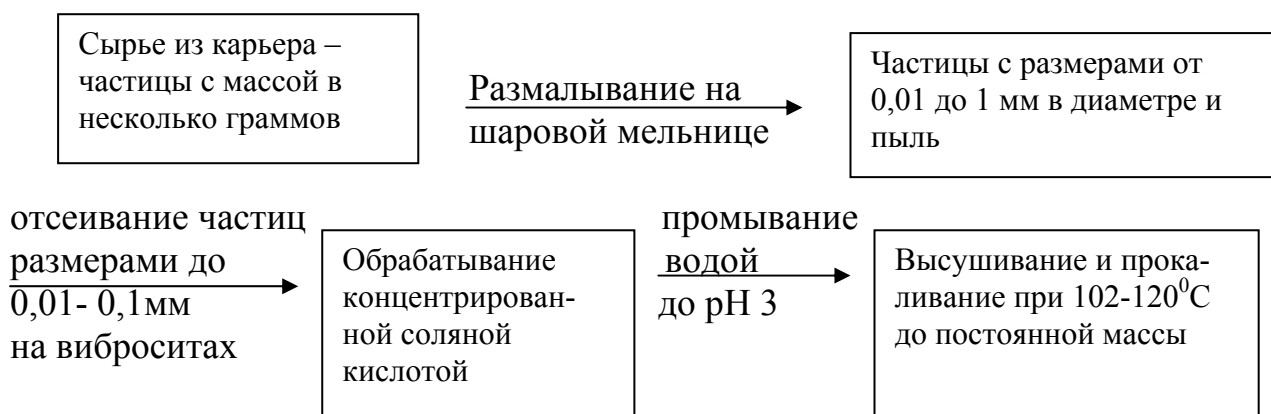 Сырье из карьера –
частицы с массой в
несколько граммов
Размалывание на
шаровой мельнице
Частицы с размерами от
0,01 до 1 мм в диаметре и
пыль
отсеивание частиц
размерами до
0,01- 0,1мм
на виброситах
Обрабатывание
концентрирован-
ной соляной
кислотой
промывание
водой
до pH 3
Высушивание и прока-
ливание при 102-120⁰С
до постоянной массы